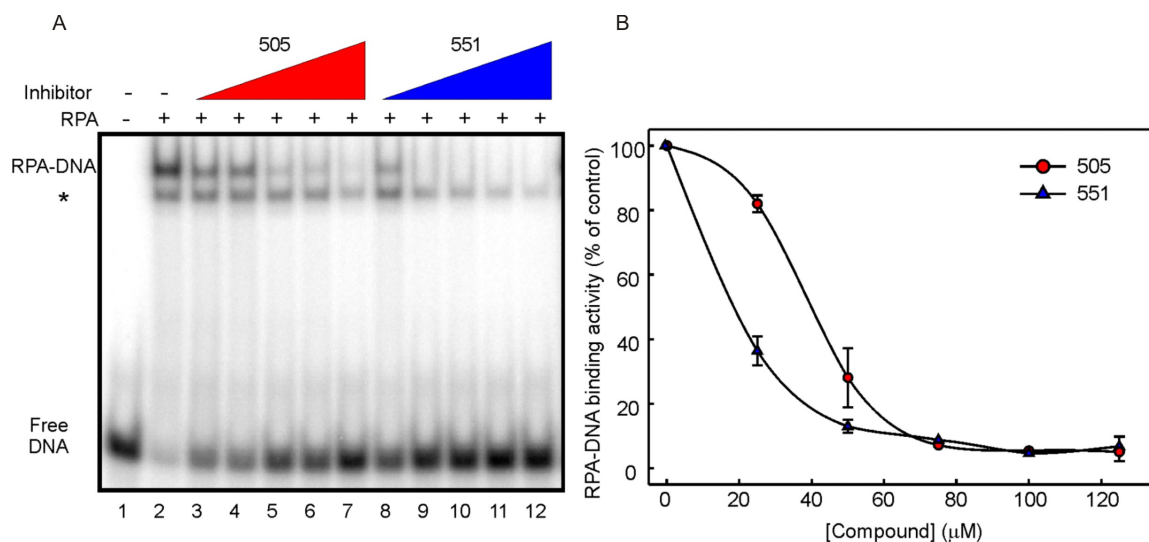 A
B
505
551
Inhibitor - -
RPA - + + + + + + + + + + +
RPA-DNA
*
Free
DNA
1 2 3 4 5 6 7 8 9 10 11 12
RPA-DNA binding activity (% of control)
100
80
60
40
20
0
505
551
0 20 40 60 80 100 120
[Compound] (μM)